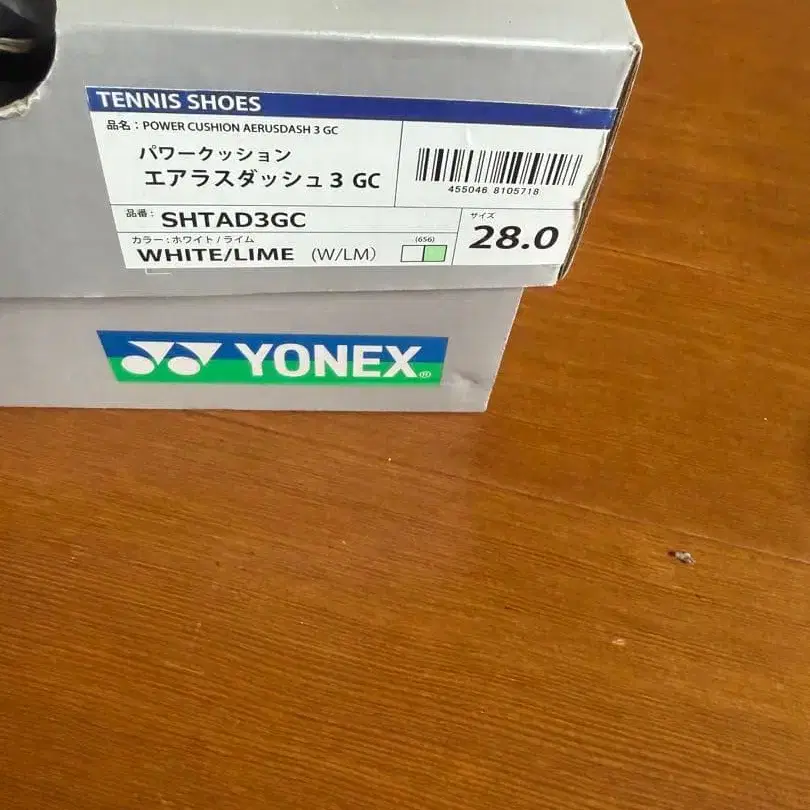 TENNIS SHOES
品名：POWER CUSHION AERUSDASH 3 GC
パワークッション
エアラスダッシュ3 GC
455046 8105718
品番： SHTAD3GC
カラー：ホワイト/ライム
WHITE/LIME (W/LM)
(656)
サイズ
28.0
YONEX®